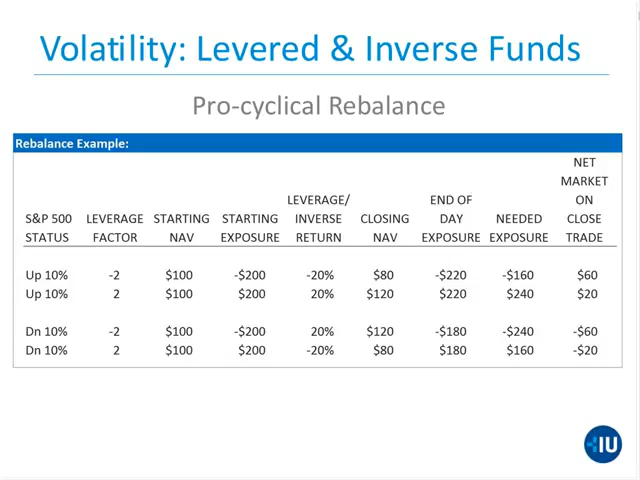 Volatility: Levered & Inverse Funds
Pro-cyclical Rebalance
Rebalance Example:
S&P 500 STATUS LEVERAGE FACTOR STARTING NAV STARTING EXPOSURE LEVERAGE/ INVERSE RETURN CLOSING NAV END OF DAY EXPOSURE NEEDED EXPOSURE NET MARKET ON CLOSE TRADE
Up 10% -2 $100 -$200 -20% $80 -$220 -$160 $60
Up 10% 2 $100 $200 20% $120 $220 $240 $20
Dn 10% -2 $100 -$200 20% $120 -$180 -$240 -$60
Dn 10% 2 $100 $200 -20% $80 $180 $160 -$20
IU